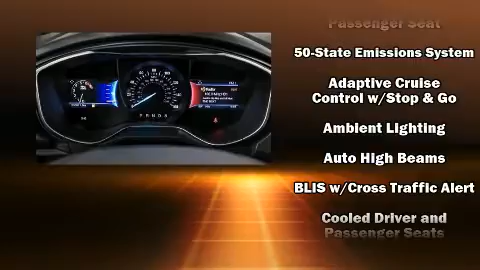 Passenger Seat
50-State Emissions System
Adaptive Cruise
Control w/Stop & Go
Ambient Lighting
Auto High Beams
BLIS w/Cross Traffic Alert
Cooled Driver and
Passenger Seats